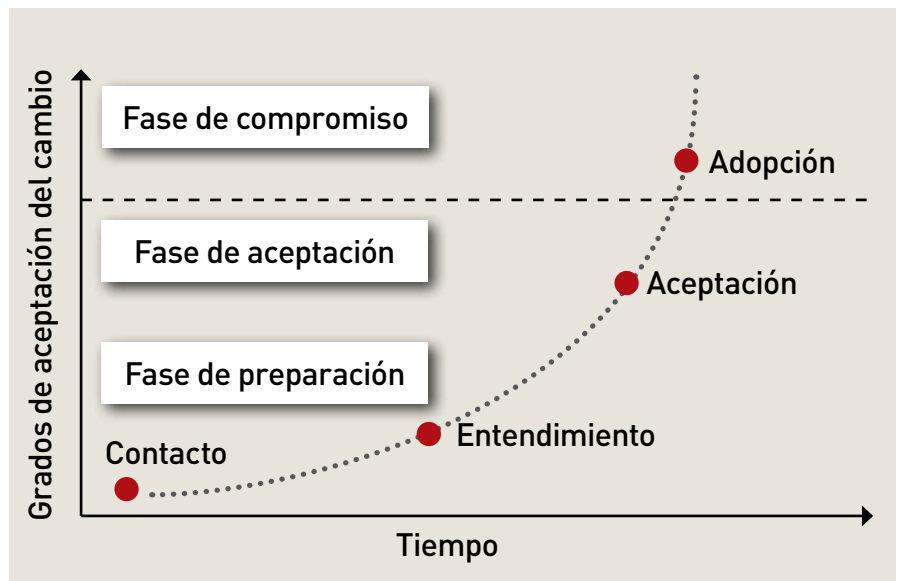 Grados de aceptación del cambio
Fase de compromiso
Adopción
Fase de aceptación
Aceptación
Fase de preparación
Entendimiento
Contacto
Tiempo